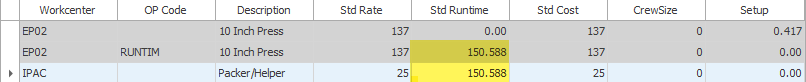 Workcenter OP Code Description Std Rate Std Runtime Std Cost CrewSize Setup
EP02 10 Inch Press 137 0.00 137 0 0.417
EP02 RUNTIM 10 Inch Press 137 150.588 137 0 0.00
IPAC Packer/Helper 25 150.588 25 0 0.00